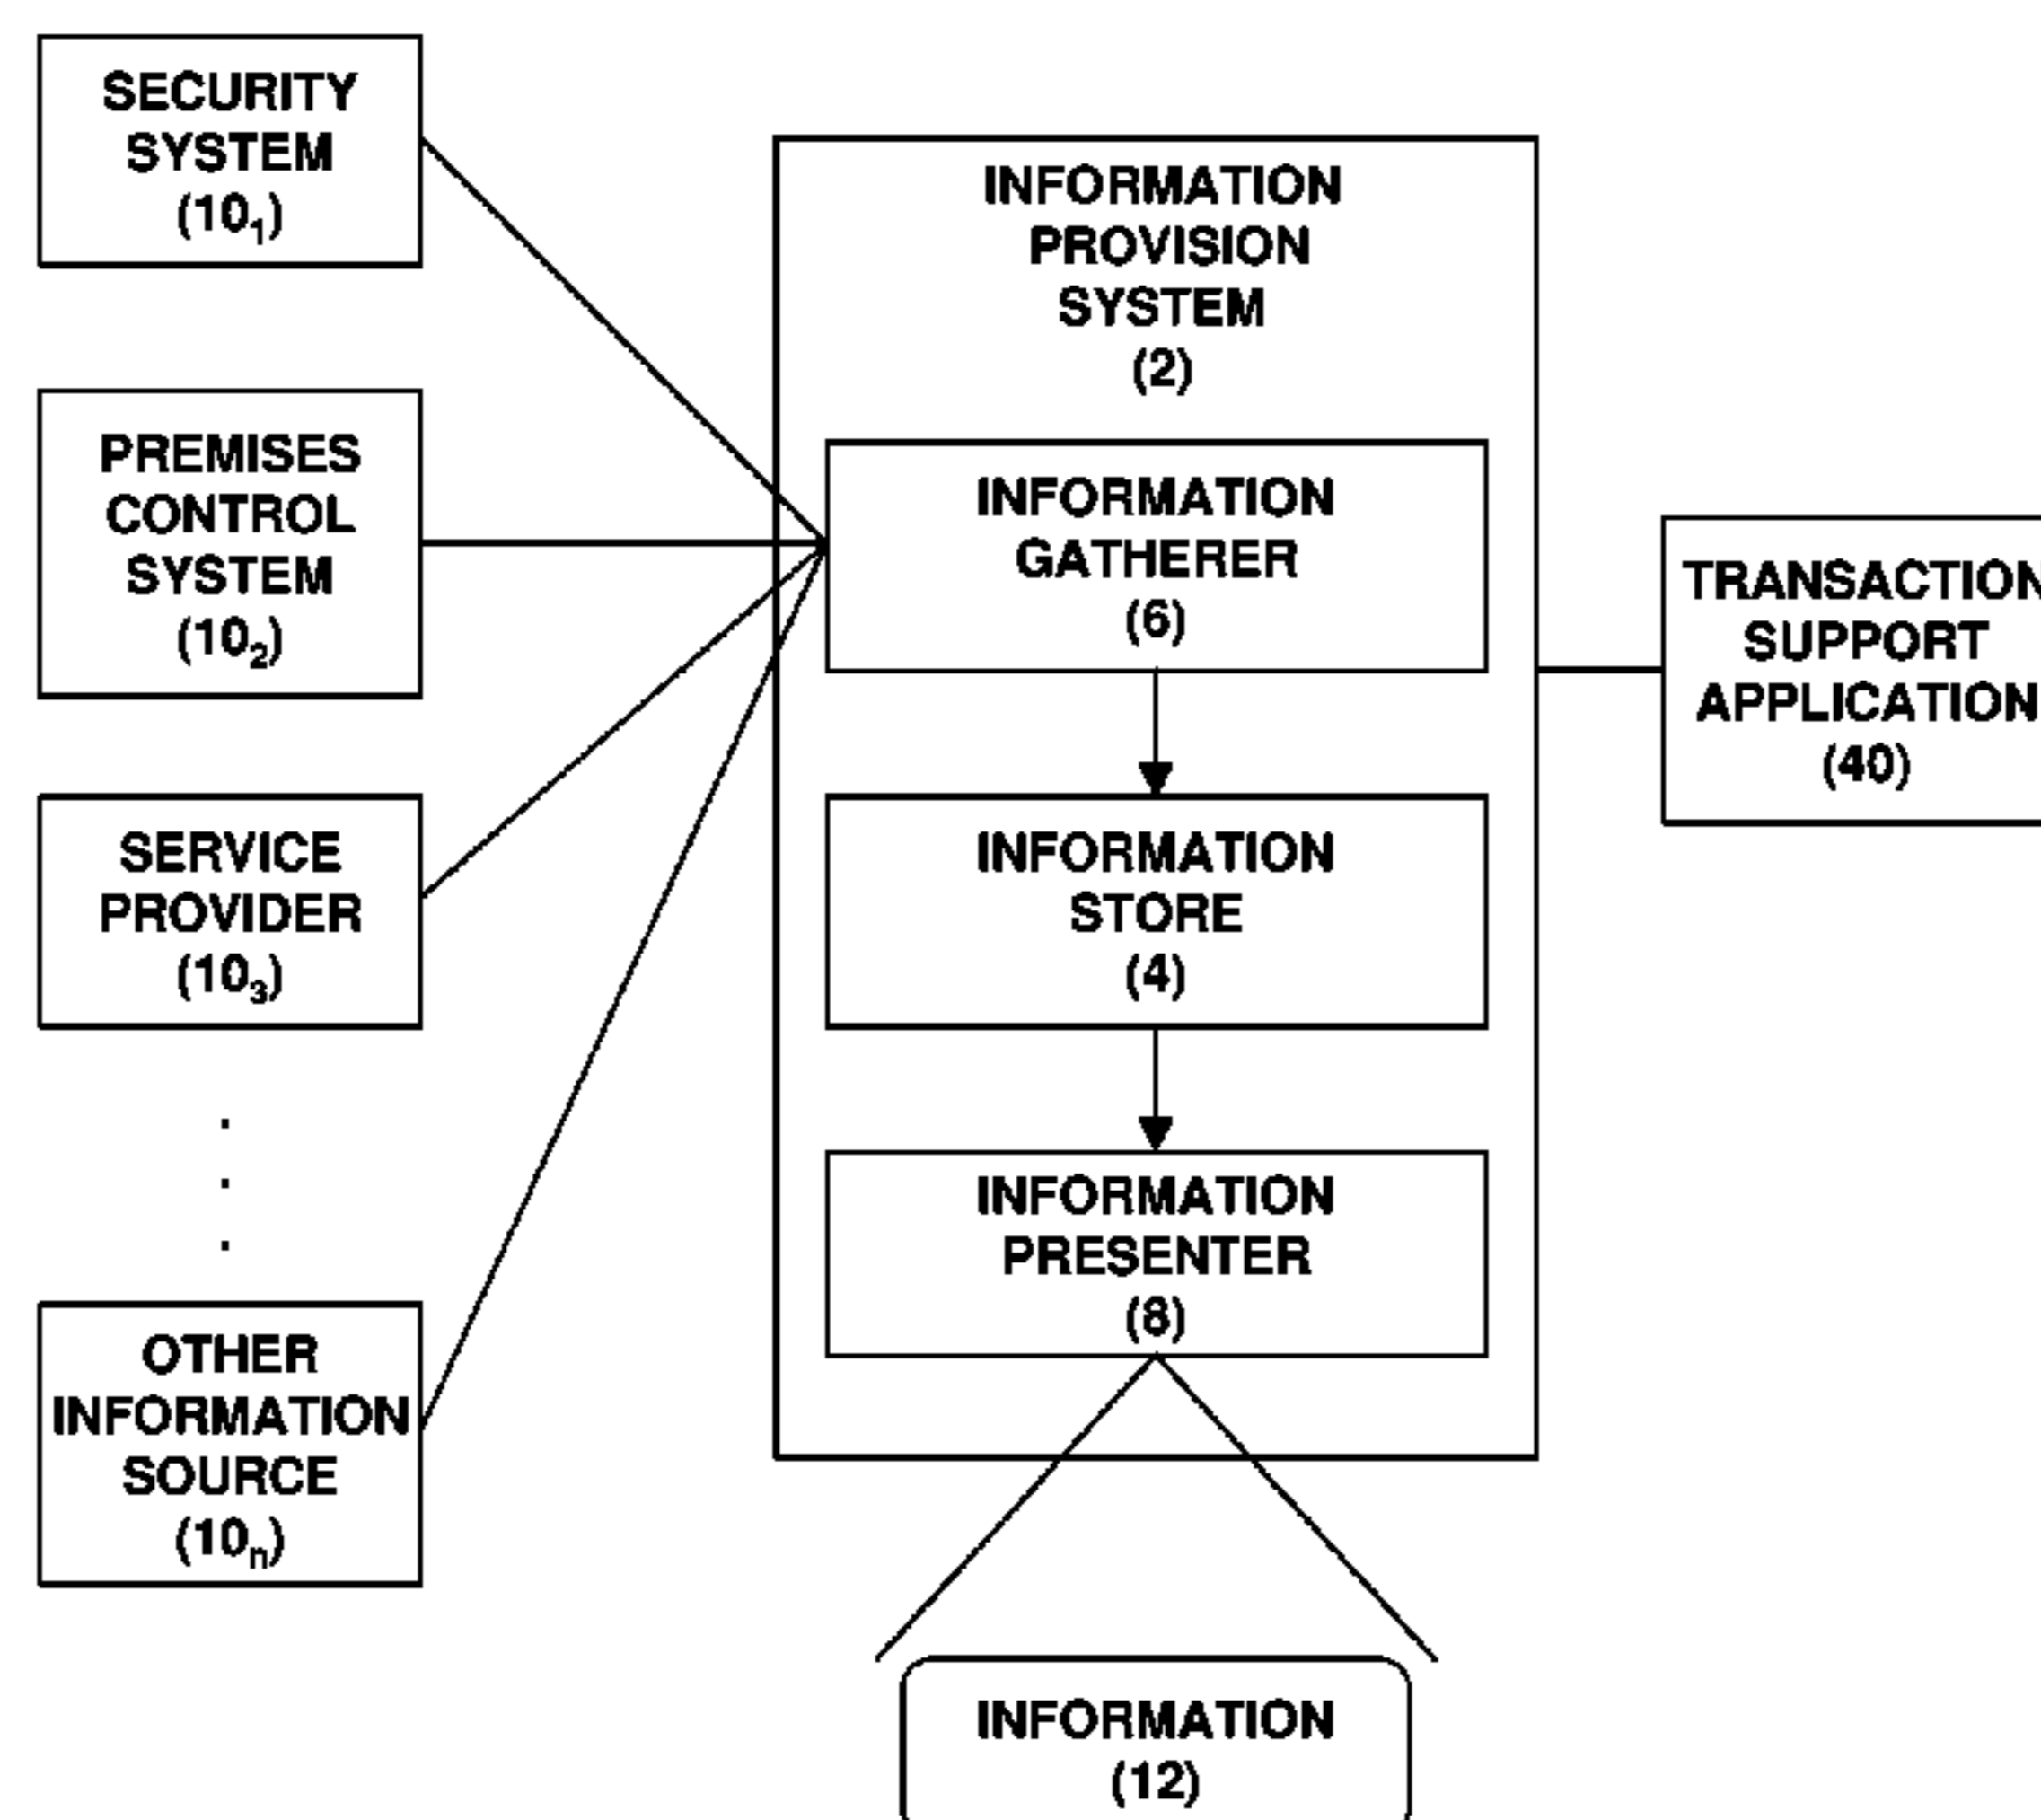 SECURITY
SYSTEM
(10₁)
PREMISES
CONTROL
SYSTEM
(10₂)
SERVICE
PROVIDER
(10₃)
.
.
.
OTHER
INFORMATION
SOURCE
(10ₙ)
INFORMATION
PROVISION
SYSTEM
(2)
INFORMATION
GATHERER
(6)
INFORMATION
STORE
(4)
INFORMATION
PRESENTER
(8)
INFORMATION
(12)
TRANSACTION
SUPPORT
APPLICATION
(40)